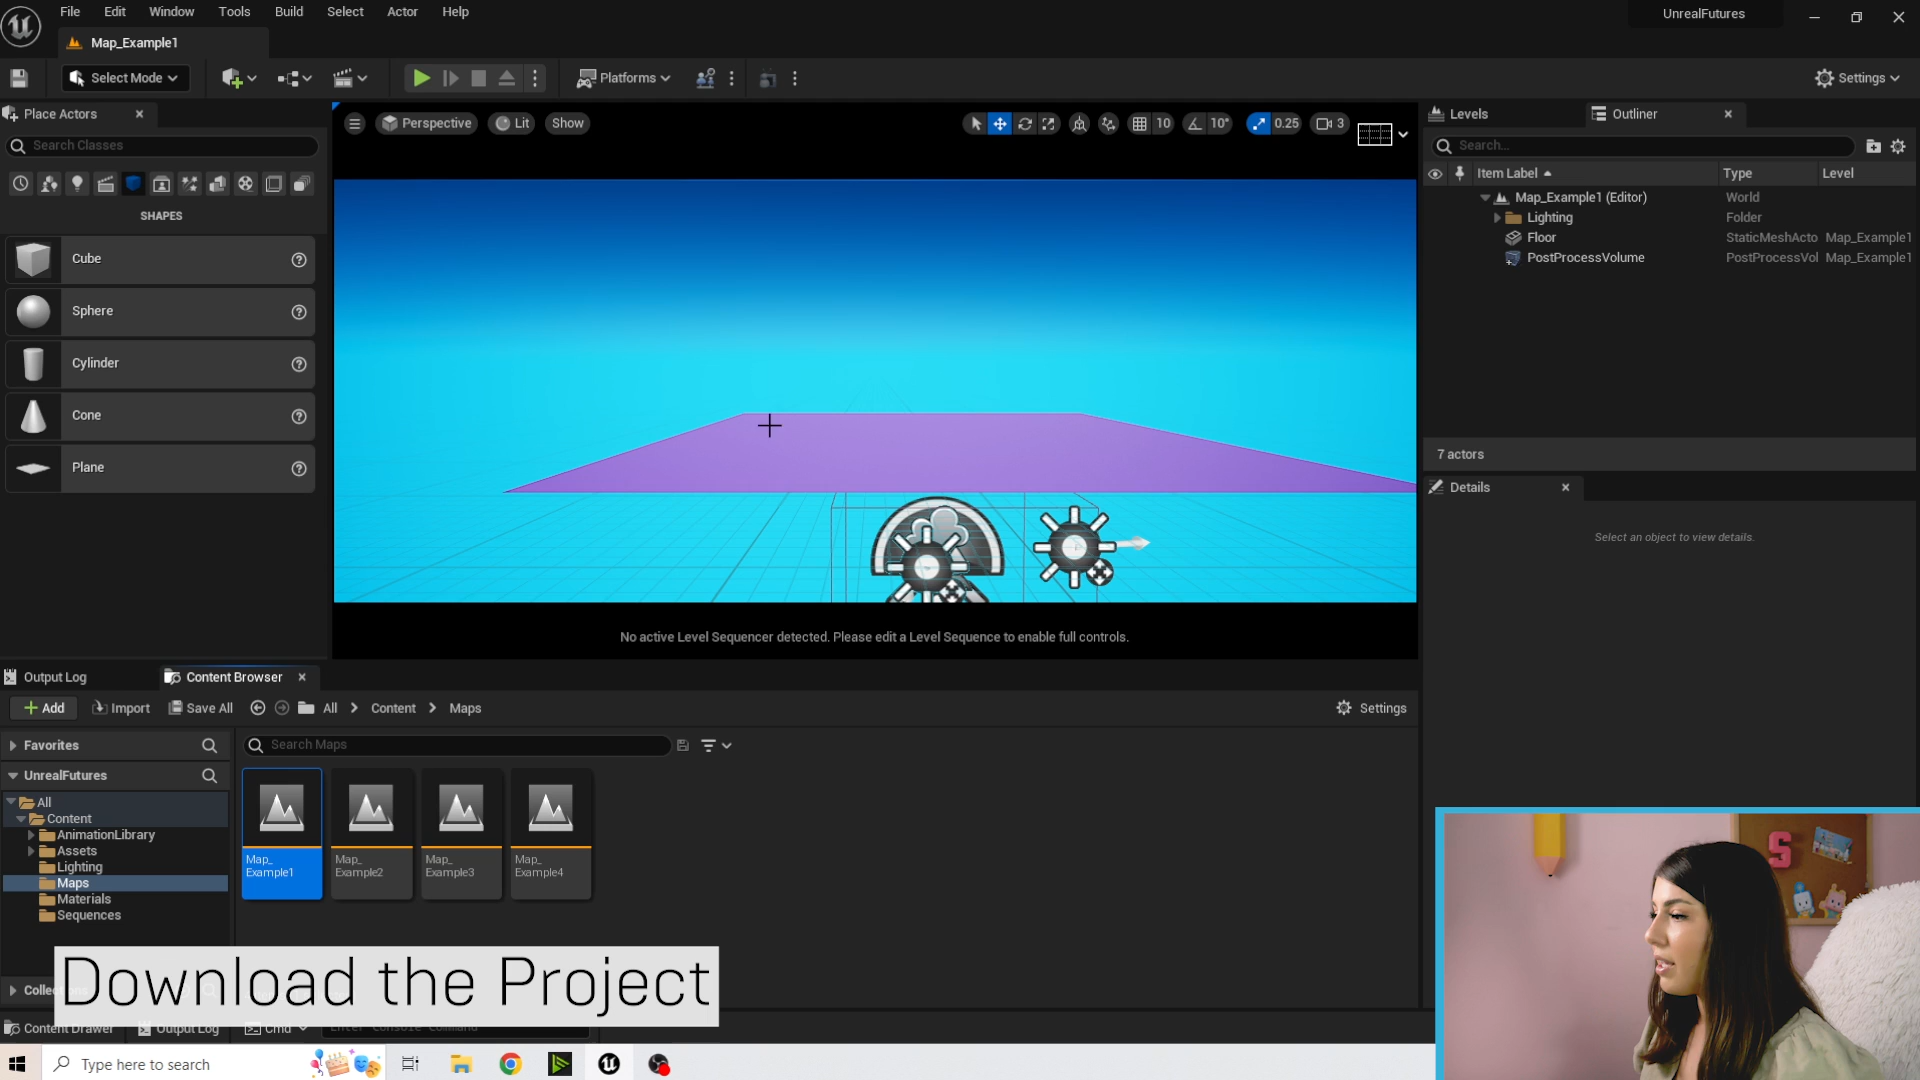 File Edit Window Tools Build Select Actor Help
UnrealFutures
Map_Example1
Select Mode
Platforms
Settings
Place Actors
Search Classes
SHAPES
Cube
Sphere
Cylinder
Cone
Plane
Perspective Lit Show
10 10° 0.25 3
No active Level Sequencer detected. Please edit a Level Sequence to enable full controls.
Levels Outliner
Search...
Item Label Type Level
Map_Example1 (Editor) World
Lighting Folder
Floor StaticMeshActo Map_Example1
PostProcessVolume PostProcessVol Map_Example1
7 actors
Details
Select an object to view details.
Output Log Content Browser
Add Import Save All All Content Maps Settings
Favorites
Search Maps
UnrealFutures
All
Content
AnimationLibrary
Assets
Lighting
Maps
Materials
Sequences
Map_
Example1
Map_
Example2
Map_
Example3
Map_
Example4
Download the Project
Content Drawer Output Log Cmd Enter Console Command
Type here to search
S